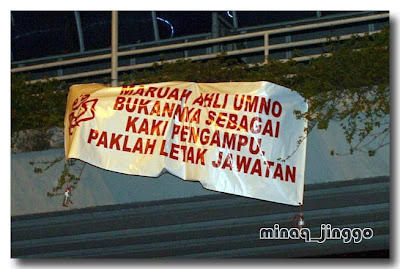 MARUAH AHLI UMNO
BUKANNYA SEBAGAI
KAKI PENGAMPU.
PAKLAH LETAK JAWATAN
minaq_jinggo